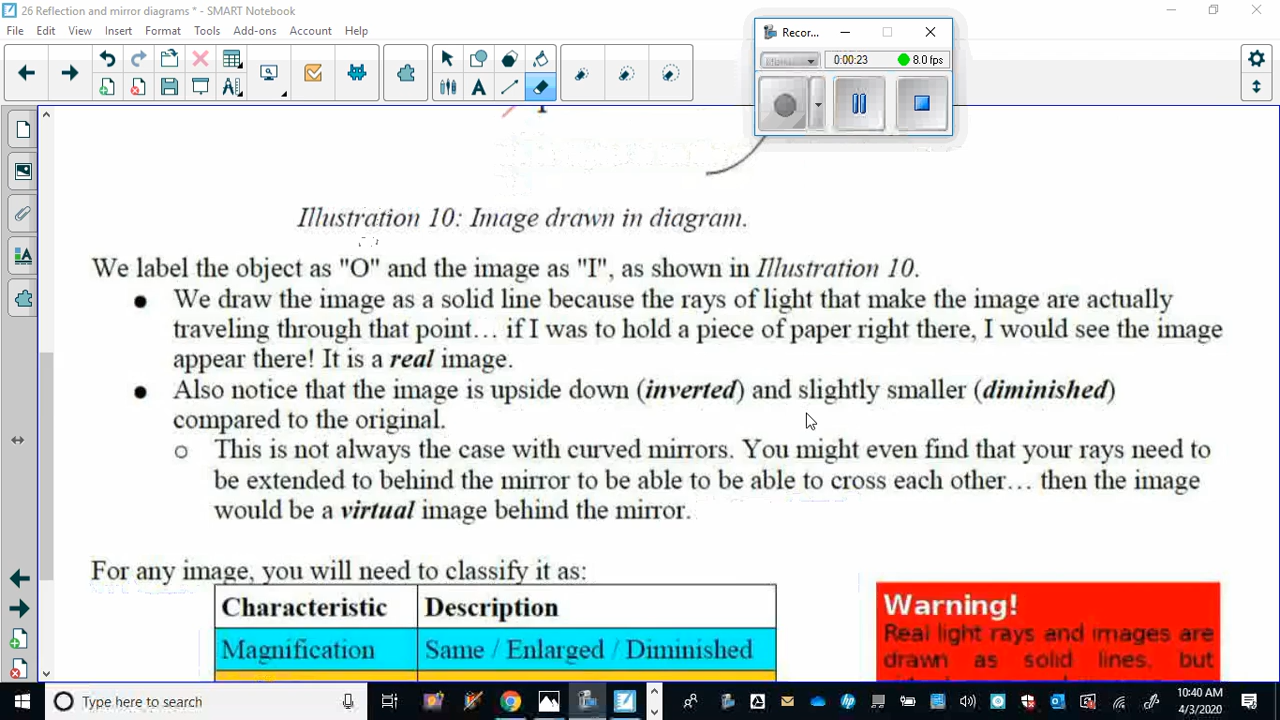 26 Reflection and mirror diagrams * - SMART Notebook
File Edit View Insert Format Tools Add-ons Account Help
Recor...
0:00:23 8.0 fps
Illustration 10: Image drawn in diagram.
We label the object as "O" and the image as "I", as shown in Illustration 10.
● We draw the image as a solid line because the rays of light that make the image are actually
traveling through that point… if I was to hold a piece of paper right there, I would see the image
appear there! It is a real image.
● Also notice that the image is upside down (inverted) and slightly smaller (diminished)
compared to the original.
○ This is not always the case with curved mirrors. You might even find that your rays need to
be extended to behind the mirror to be able to be able to cross each other… then the image
would be a virtual image behind the mirror.
For any image, you will need to classify it as:
Characteristic Description
Magnification Same / Enlarged / Diminished
Warning!
Real light rays and images are
drawn as solid lines, but
Type here to search
10:40 AM
4/3/2020